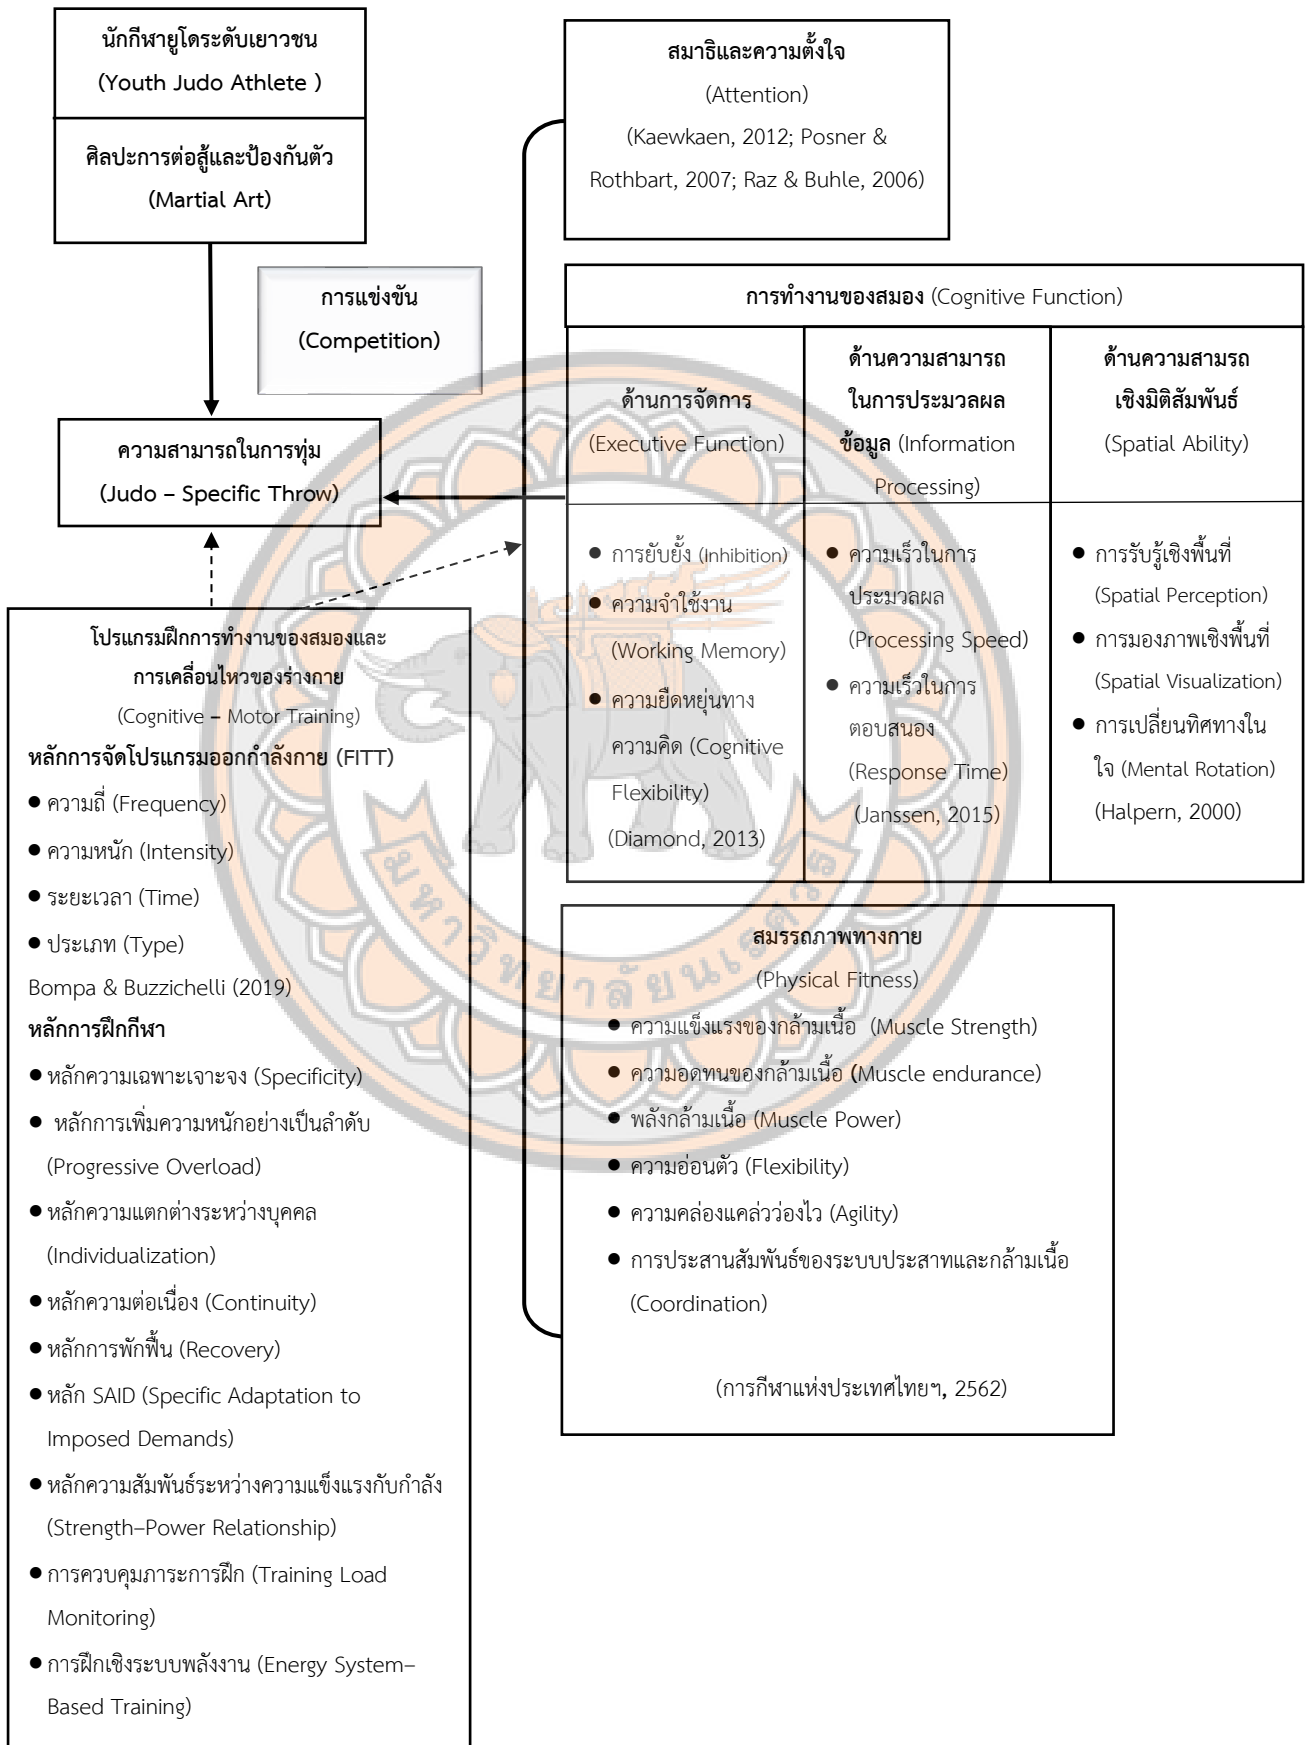 นักกีฬายูโดระดับเยาวชน
(Youth Judo Athlete )
ศิลปะการต่อสู้และป้องกันตัว
(Martial Art)
การแข่งขัน
(Competition)
ความสามารถในการทุ่ม
(Judo – Specific Throw)
สมาธิและความตั้งใจ
(Attention)
(Kaewkaen, 2012; Posner &
Rothbart, 2007; Raz & Buhle, 2006)
การทำงานของสมอง (Cognitive Function)
ด้านการจัดการ
(Executive Function)
ด้านความสามารถ
ในการประมวลผล
ข้อมูล (Information
Processing)
ด้านความสามรถ
เชิงมิติสัมพันธ์
(Spatial Ability)
● การยับยั้ง (Inhibition)
● ความจำใช้งาน
(Working Memory)
● ความยืดหยุ่นทาง
ความคิด (Cognitive
Flexibility)
(Diamond, 2013)
● ความเร็วในการ
ประมวลผล
(Processing Speed)
● ความเร็วในการ
ตอบสนอง
(Response Time)
(Janssen, 2015)
● การรับรู้เชิงพื้นที่
(Spatial Perception)
● การมองภาพเชิงพื้นที่
(Spatial Visualization)
● การเปลี่ยนทิศทางใน
ใจ (Mental Rotation)
(Halpern, 2000)
โปรแกรมฝึกการทำงานของสมองและ
การเคลื่อนไหวของร่างกาย
(Cognitive – Motor Training)
หลักการจัดโปรแกรมออกกำลังกาย (FITT)
● ความถี่ (Frequency)
● ความหนัก (Intensity)
● ระยะเวลา (Time)
● ประเภท (Type)
Bompa & Buzzichelli (2019)
หลักการฝึกกีฬา
● หลักความเฉพาะเจาะจง (Specificity)
● หลักการเพิ่มความหนักอย่างเป็นลำดับ
(Progressive Overload)
● หลักความแตกต่างระหว่างบุคคล
(Individualization)
● หลักความต่อเนื่อง (Continuity)
● หลักการพักฟื้น (Recovery)
● หลัก SAID (Specific Adaptation to
Imposed Demands)
● หลักความสัมพันธ์ระหว่างความแข็งแรงกับกำลัง
(Strength–Power Relationship)
● การควบคุมภาระการฝึก (Training Load
Monitoring)
● การฝึกเชิงระบบพลังงาน (Energy System–
Based Training)
สมรรถภาพทางกาย
(Physical Fitness)
● ความแข็งแรงของกล้ามเนื้อ (Muscle Strength)
● ความอดทนของกล้ามเนื้อ (Muscle endurance)
● พลังกล้ามเนื้อ (Muscle Power)
● ความอ่อนตัว (Flexibility)
● ความคล่องแคล่วว่องไว (Agility)
● การประสานสัมพันธ์ของระบบประสาทและกล้ามเนื้อ
(Coordination)
(การกีฬาแห่งประเทศไทยฯ, 2562)
มหาวิทยาลัยนเรศวร